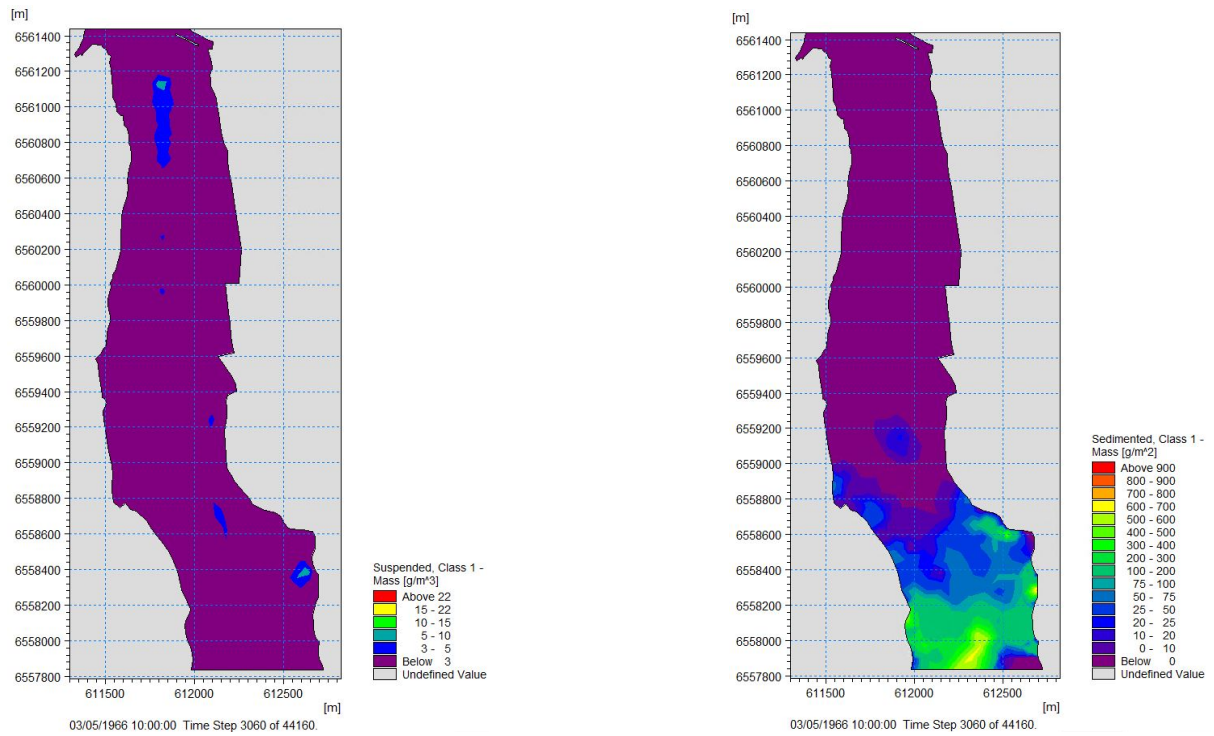 [m]
6561400
6561200
6561000
6560800
6560600
6560400
6560200
6560000
6559800
6559600
6559400
6559200
6559000
6558800
6558600
6558400
6558200
6558000
6557800
611500 612000 612500
[m]
03/05/1966 10:00:00 Time Step 3060 of 44160.
Suspended, Class 1 -
Mass [g/m^3]
Above 22
15 - 22
10 - 15
5 - 10
3 - 5
Below 3
Undefined Value
[m]
6561400
6561200
6561000
6560800
6560600
6560400
6560200
6560000
6559800
6559600
6559400
6559200
6559000
6558800
6558600
6558400
6558200
6558000
6557800
611500 612000 612500
[m]
03/05/1966 10:00:00 Time Step 3060 of 44160.
Sedimented, Class 1 -
Mass [g/m^2]
Above 900
800 - 900
700 - 800
600 - 700
500 - 600
400 - 500
300 - 400
200 - 300
100 - 200
75 - 100
50 - 75
25 - 50
20 - 25
10 - 20
0 - 10
Below 0
Undefined Value